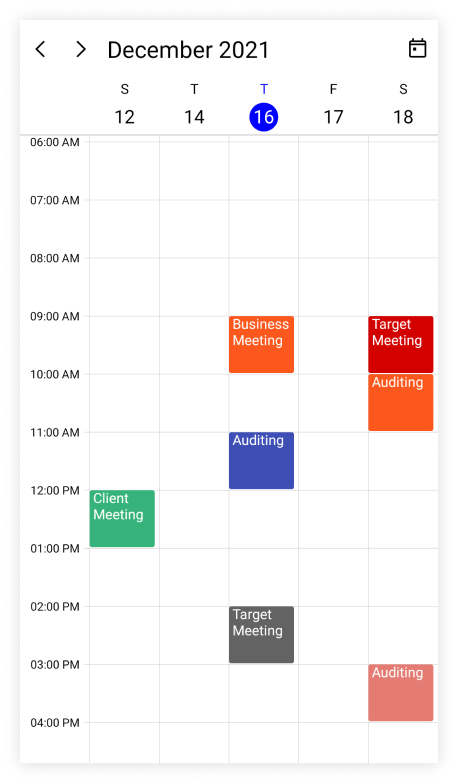 December 2021
S T T F S
12 14 16 17 18
06:00 AM
07:00 AM
08:00 AM
09:00 AM
Business
Meeting
Target
Meeting
10:00 AM
Auditing
11:00 AM
Auditing
12:00 PM
Client
Meeting
01:00 PM
02:00 PM
Target
Meeting
03:00 PM
Auditing
04:00 PM